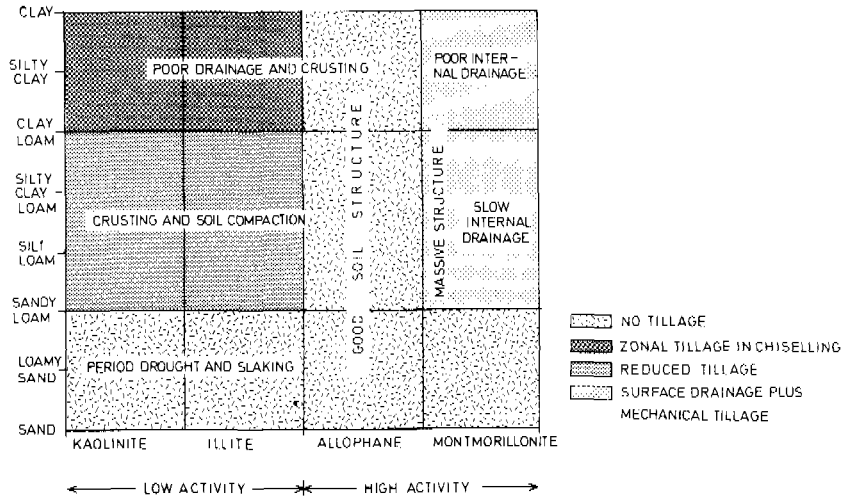 CLAY
SILTY
CLAY
CLAY
LOAM
SILTY
CLAY
LOAM
SILT
LOAM
SANDY
LOAM
LOAMY
SAND
SAND
POOR DRAINAGE AND CRUSTING
POOR INTER-
NAL DRAINAGE
CRUSTING AND SOIL COMPACTION
GOOD SOIL STRUCTURE
MASSIVE STRUCTURE
SLOW
INTERNAL
DRAINAGE
PERIOD DROUGHT AND SLAKING
KAOLINITE
ILLITE
ALLOPHANE
MONTMORILLONITE
LOW ACTIVITY
HIGH ACTIVITY
NO TILLAGE
ZONAL TILLAGE IN CHISELLING
REDUCED TILLAGE
SURFACE DRAINAGE PLUS
MECHANICAL TILLAGE